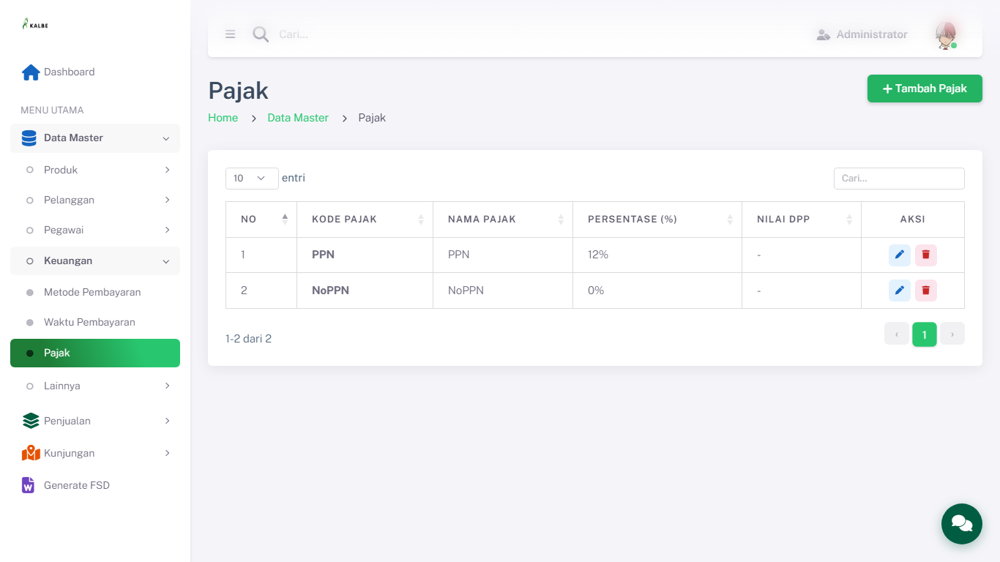 KALBE
Cari...
Administrator
Dashboard
MENU UTAMA
Data Master
Produk
Pelanggan
Pegawai
Keuangan
Metode Pembayaran
Waktu Pembayaran
Pajak
Lainnya
Penjualan
Kunjungan
W Generate FSD
Pajak
+ Tambah Pajak
Home > Data Master > Pajak
10 entri
Cari...
NO KODE PAJAK NAMA PAJAK PERSENTASE (%) NILAI DPP AKSI
1 PPN PPN 12% -
2 NoPPN NoPPN 0% -
1-2 dari 2
‹ 1 ›